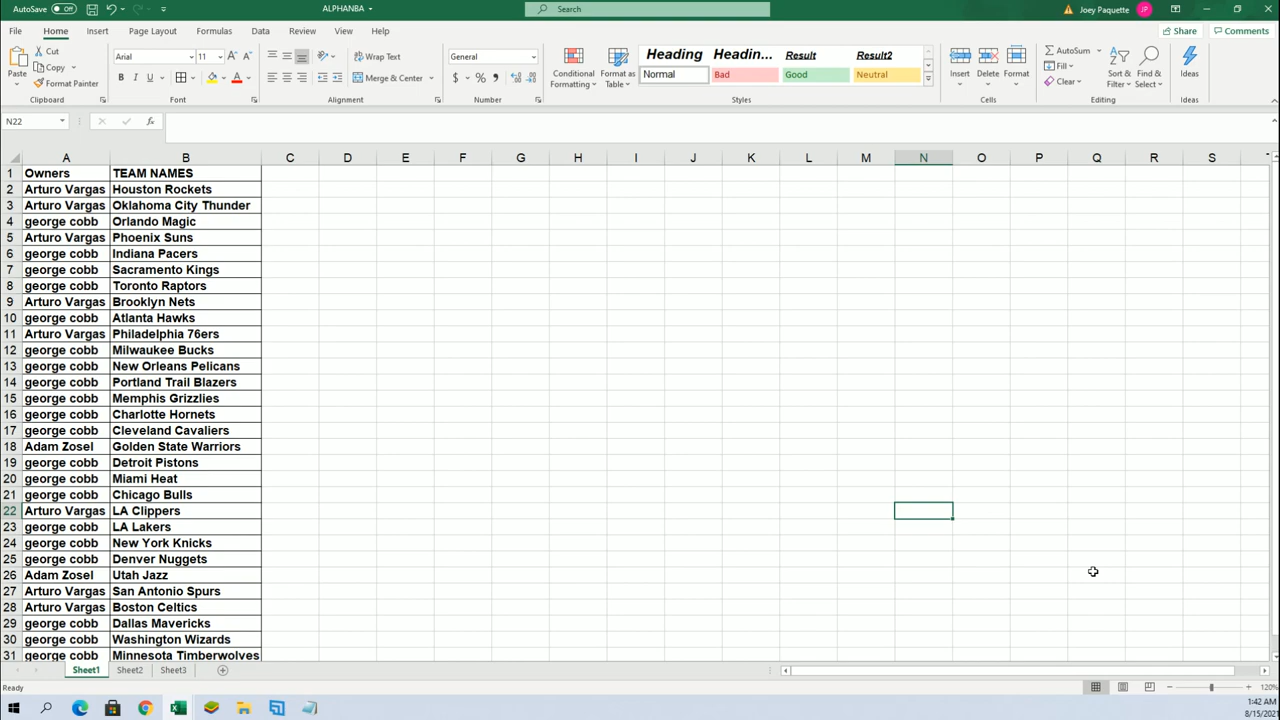 AutoSave Off ALPHANBA Search Joey Paquette JP
File Home Insert Page Layout Formulas Data Review View Help Share Comments
Paste Cut Copy Format Painter Clipboard
Arial 11 Font
Wrap Text Merge & Center Alignment
General Number
Conditional Formatting Format as Table
Heading Headin... Result Result2
Normal Bad Good Neutral
Styles
Insert Delete Format Cells
AutoSum Fill Clear Sort & Filter Find & Select Editing
Ideas Ideas
N22
A B C D E F G H I J K L M N O P Q R S
1 Owners TEAM NAMES
2 Arturo Vargas Houston Rockets
3 Arturo Vargas Oklahoma City Thunder
4 george cobb Orlando Magic
5 Arturo Vargas Phoenix Suns
6 george cobb Indiana Pacers
7 george cobb Sacramento Kings
8 george cobb Toronto Raptors
9 Arturo Vargas Brooklyn Nets
10 george cobb Atlanta Hawks
11 Arturo Vargas Philadelphia 76ers
12 george cobb Milwaukee Bucks
13 george cobb New Orleans Pelicans
14 george cobb Portland Trail Blazers
15 george cobb Memphis Grizzlies
16 george cobb Charlotte Hornets
17 george cobb Cleveland Cavaliers
18 Adam Zosel Golden State Warriors
19 george cobb Detroit Pistons
20 george cobb Miami Heat
21 george cobb Chicago Bulls
22 Arturo Vargas LA Clippers
23 george cobb LA Lakers
24 george cobb New York Knicks
25 george cobb Denver Nuggets
26 Adam Zosel Utah Jazz
27 Arturo Vargas San Antonio Spurs
28 Arturo Vargas Boston Celtics
29 george cobb Dallas Mavericks
30 george cobb Washington Wizards
31 george cobb Minnesota Timberwolves
Sheet1 Sheet2 Sheet3
Ready 120%
1:42 AM